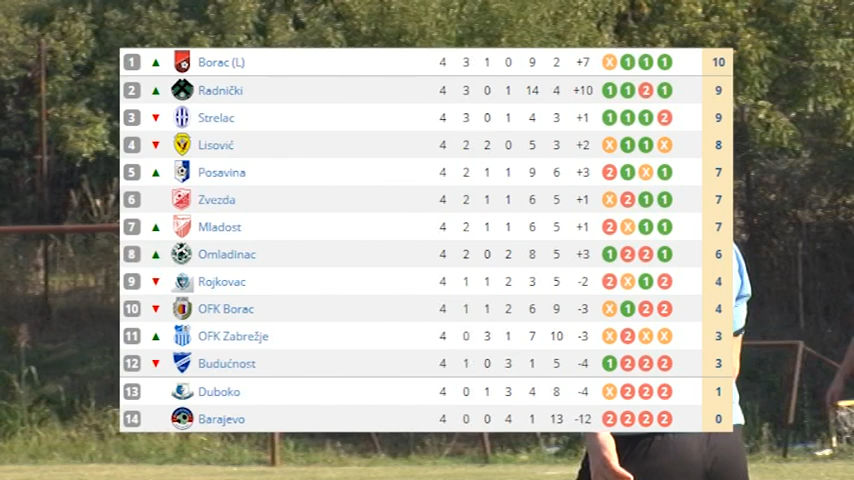 1 Borac (L) 4 3 1 0 9 2 +7 X 1 1 1 10
2 Radnički 4 3 0 1 14 4 +10 1 1 2 1 9
3 Strelac 4 3 0 1 4 3 +1 1 1 1 2 9
4 Lisović 4 2 2 0 5 3 +2 X 1 1 X 8
5 Posavina 4 2 1 1 9 6 +3 2 1 X 1 7
6 Zvezda 4 2 1 1 6 5 +1 X 2 1 1 7
7 Mladost 4 2 1 1 6 5 +1 2 X 1 1 7
8 Omladinac 4 2 0 2 8 5 +3 1 2 2 1 6
9 Rojkovac 4 1 1 2 3 5 -2 2 X 1 2 4
10 OFK Borac 4 1 1 2 6 9 -3 X 1 2 2 4
11 OFK Zabrežje 4 0 3 1 7 10 -3 X 2 X X 3
12 Budućnost 4 1 0 3 1 5 -4 1 2 2 2 3
13 Duboko 4 0 1 3 4 8 -4 X 2 2 2 1
14 Barajevo 4 0 0 4 1 13 -12 2 2 2 2 0